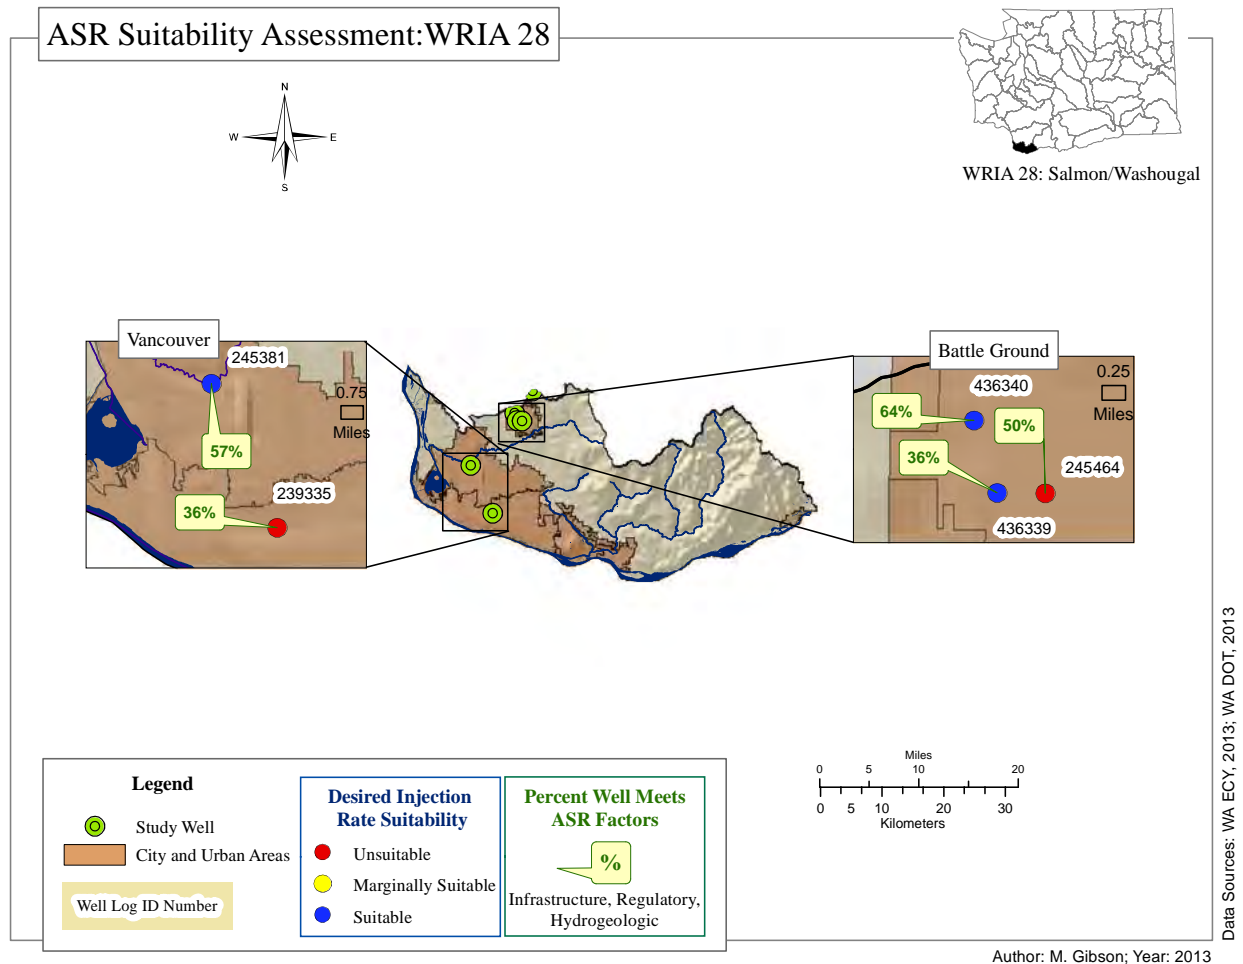 ASR Suitability Assessment:WRIA 28
N
W
E
S
WRIA 28: Salmon/Washougal
Vancouver
245381
0.75
Miles
57%
239335
36%
Battle Ground
0.25
Miles
436340
64%
50%
36%
245464
436339
Legend
Study Well
City and Urban Areas
Well Log ID Number
Desired Injection
Rate Suitability
Unsuitable
Marginally Suitable
Suitable
Percent Well Meets
ASR Factors
%
Infrastructure, Regulatory,
Hydrogeologic
Miles
0 5 10 20
0 5 10 20 30
Kilometers
Data Sources: WA ECY, 2013; WA DOT, 2013
Author: M. Gibson; Year: 2013